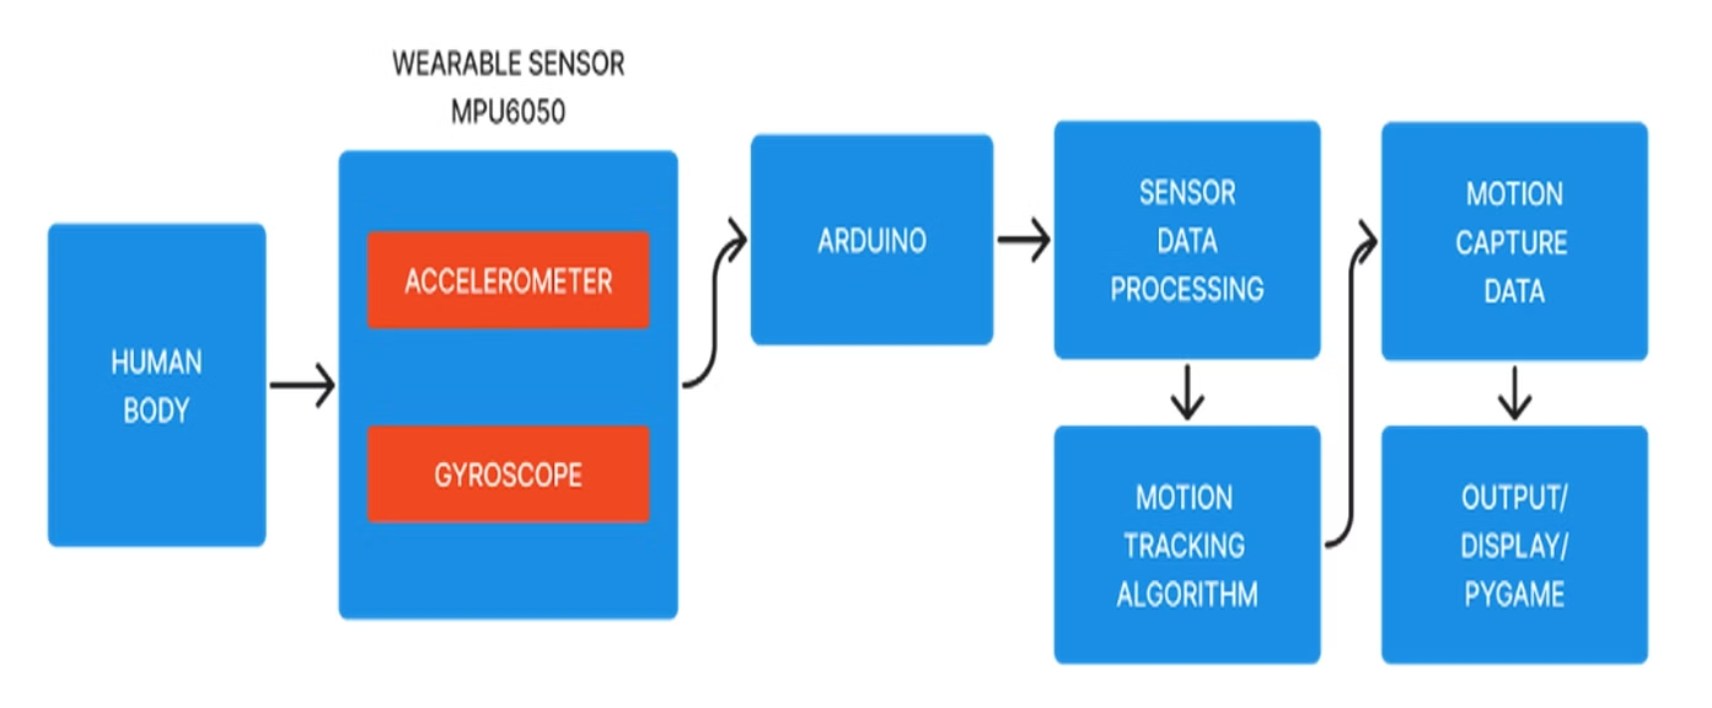 WEARABLE SENSOR
MPU6050
HUMAN
BODY
ACCELEROMETER
GYROSCOPE
ARDUINO
SENSOR
DATA
PROCESSING
MOTION
TRACKING
ALGORITHM
MOTION
CAPTURE
DATA
OUTPUT/
DISPLAY/
PYGAME